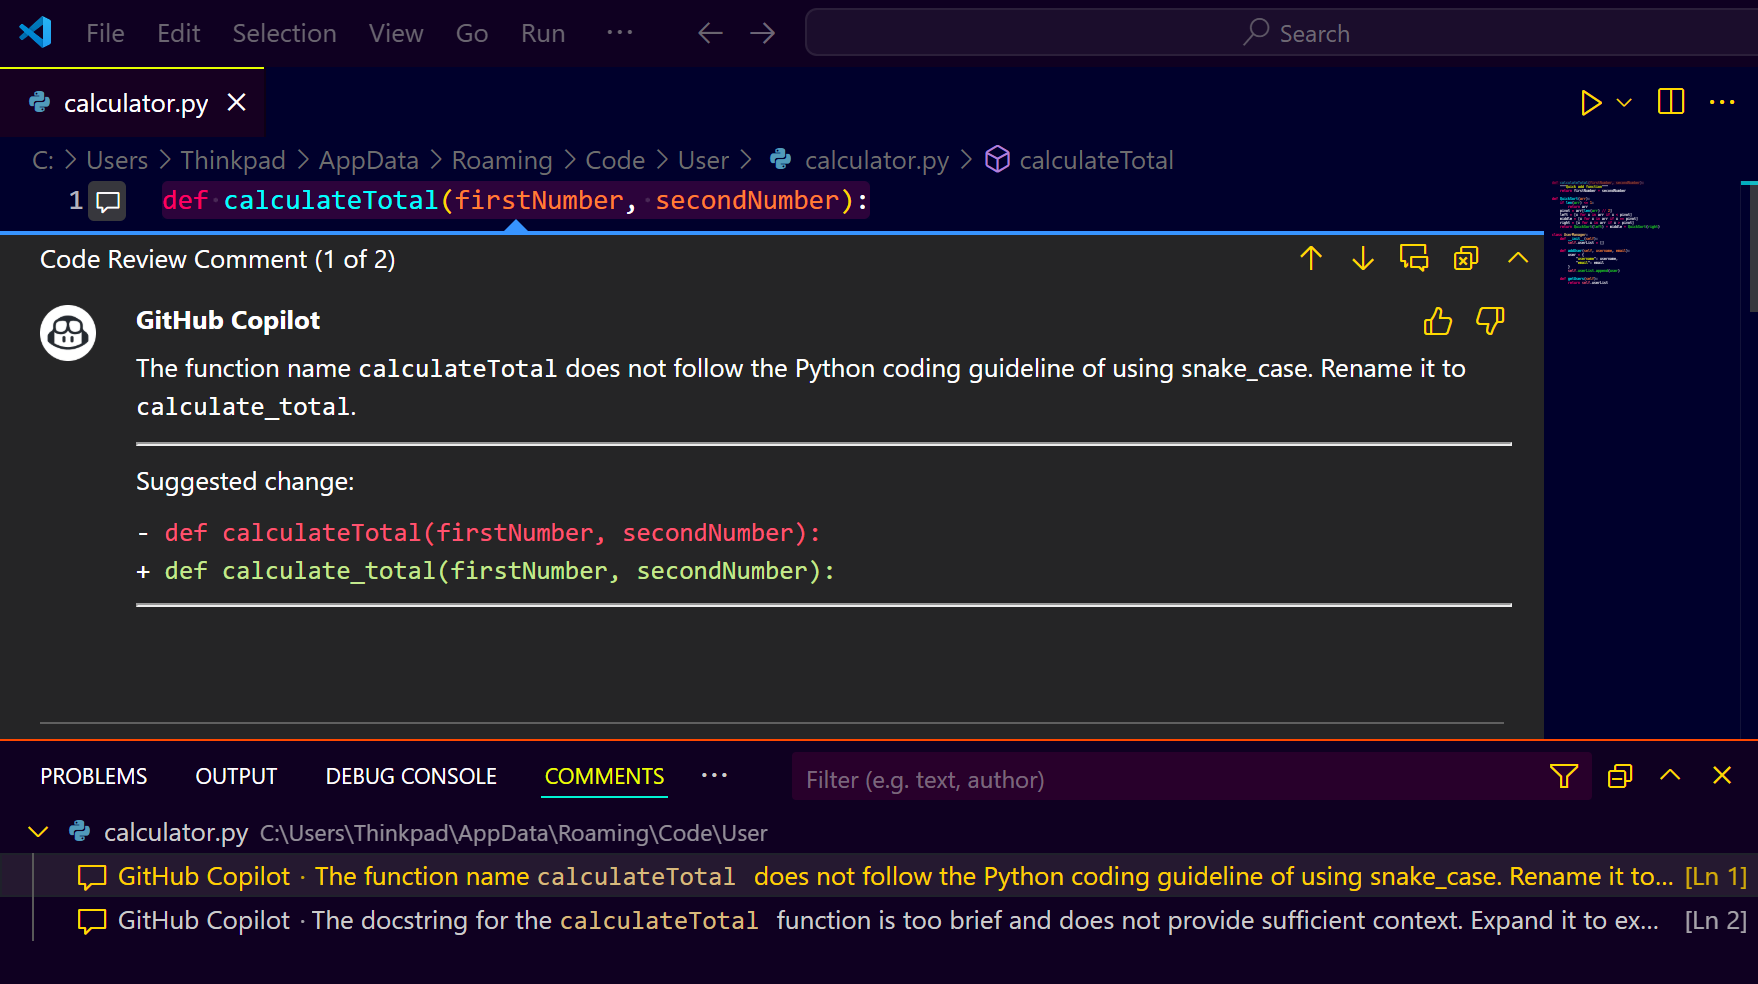 File Edit Selection View Go Run ··· Search
calculator.py
C: > Users > Thinkpad > AppData > Roaming > Code > User > calculator.py > calculateTotal
1 def calculateTotal(firstNumber, secondNumber):
Code Review Comment (1 of 2)
GitHub Copilot
The function name calculateTotal does not follow the Python coding guideline of using snake_case. Rename it to
calculate_total.
Suggested change:
- def calculateTotal(firstNumber, secondNumber):
+ def calculate_total(firstNumber, secondNumber):
PROBLEMS OUTPUT DEBUG CONSOLE COMMENTS ··· Filter (e.g. text, author)
calculator.py C:\Users\Thinkpad\AppData\Roaming\Code\User
GitHub Copilot · The function name calculateTotal does not follow the Python coding guideline of using snake_case. Rename it to... [Ln 1]
GitHub Copilot · The docstring for the calculateTotal function is too brief and does not provide sufficient context. Expand it to ex... [Ln 2]